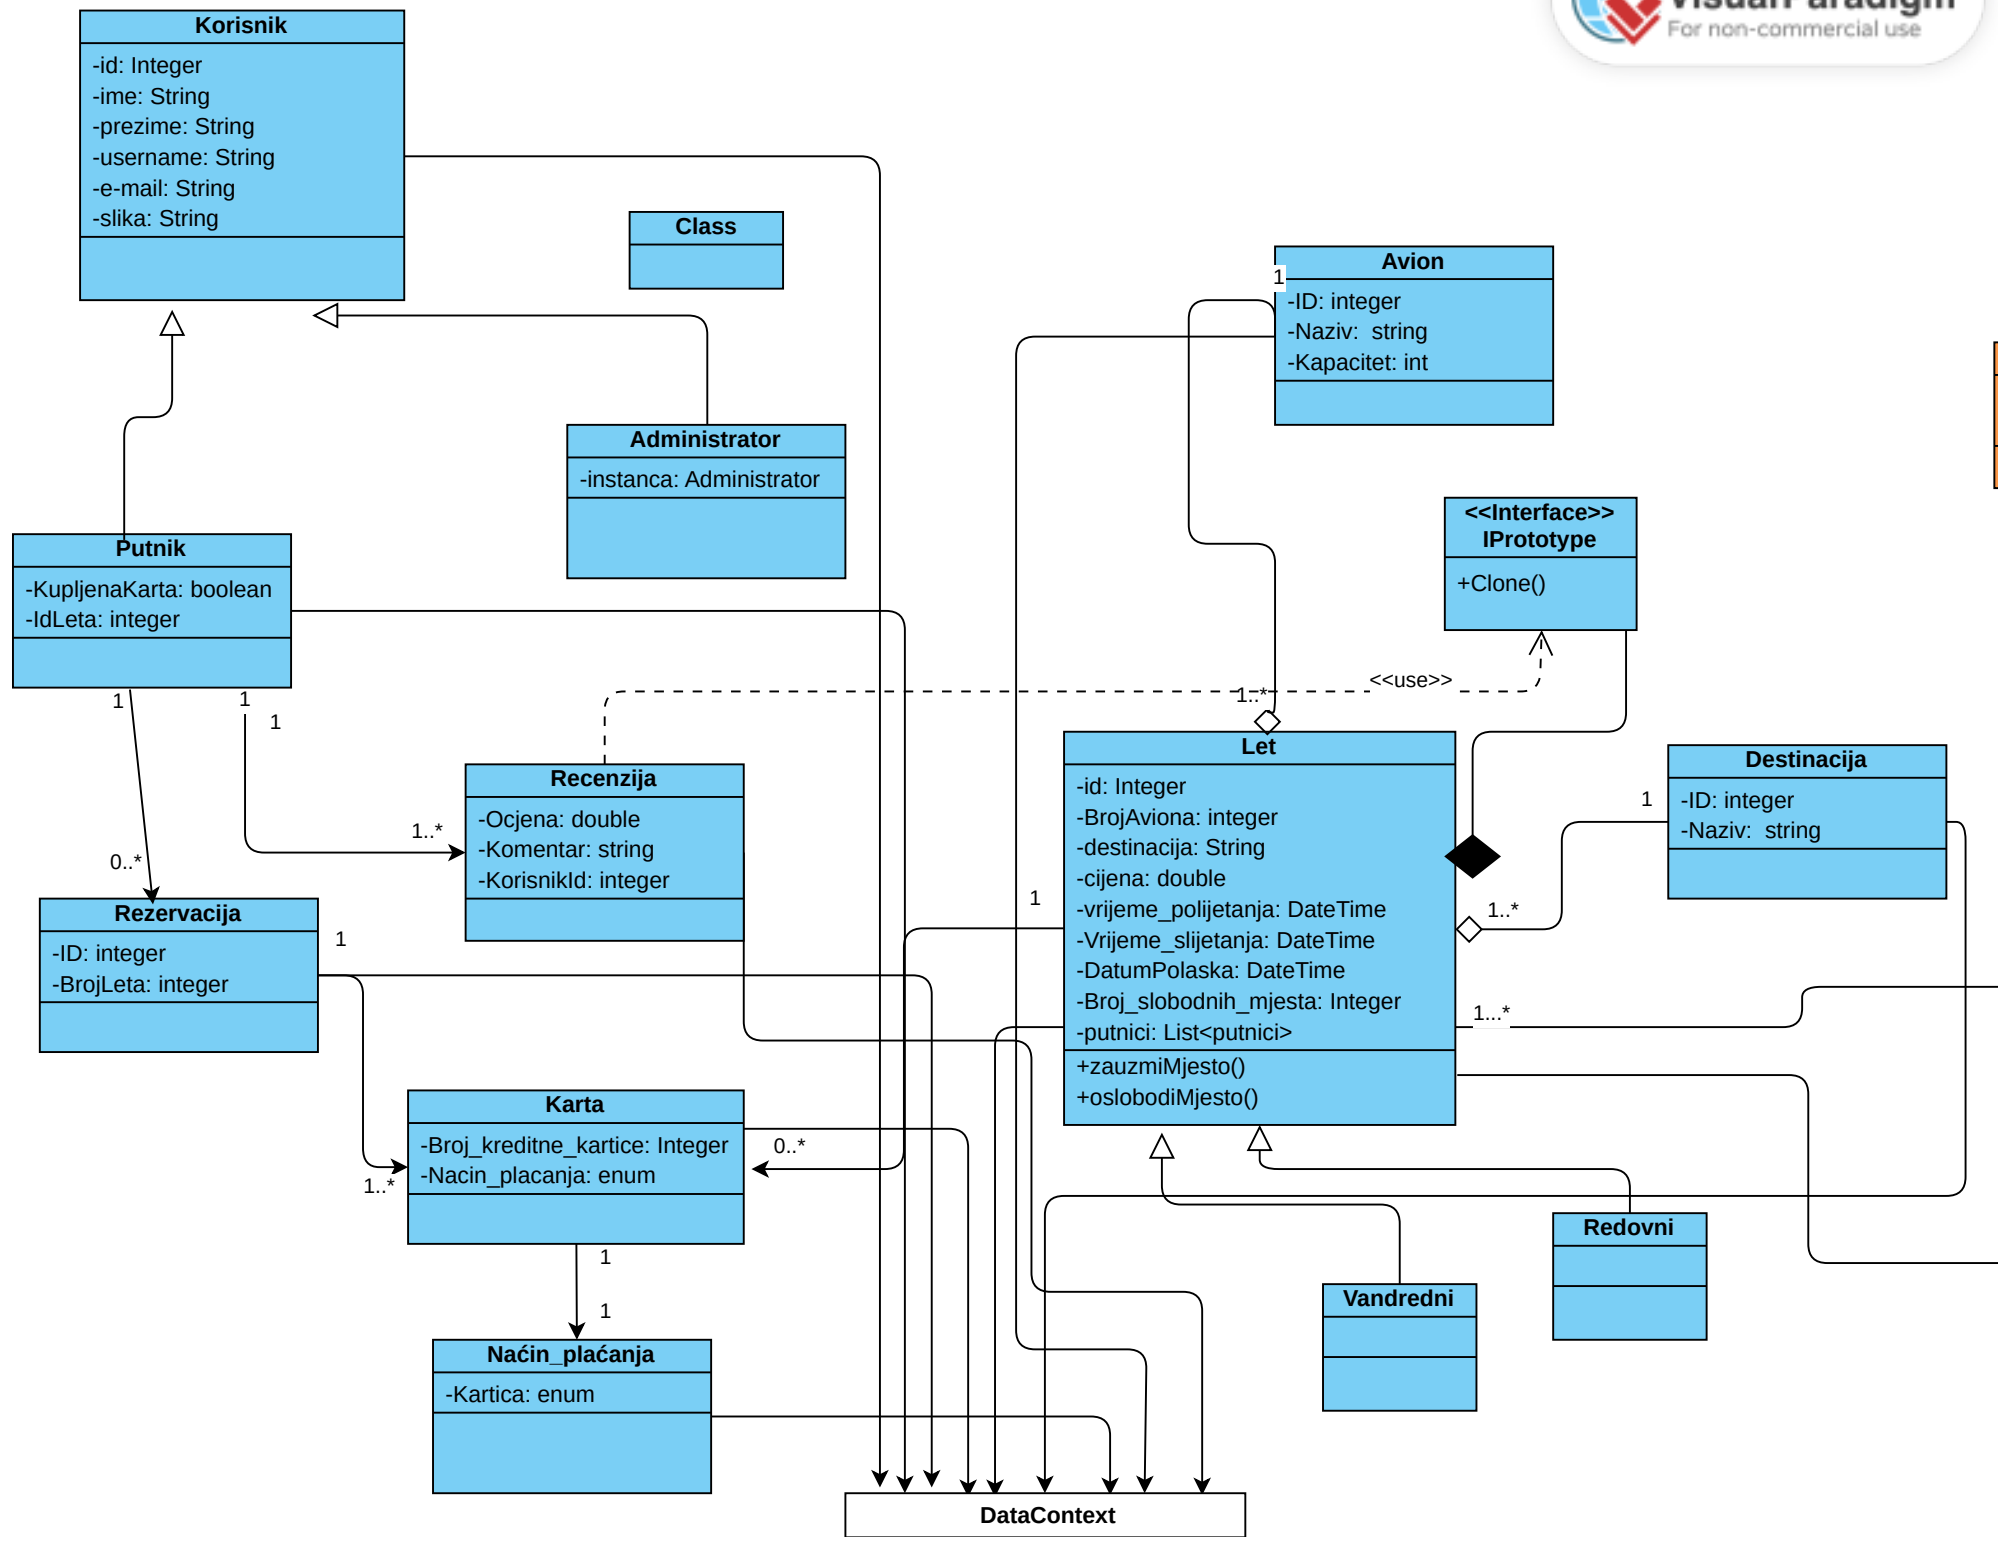 VisualParadigm
For non-commercial use
Korisnik
-id: Integer
-ime: String
-prezime: String
-username: String
-e-mail: String
-slika: String
Class
Avion
1
-ID: integer
-Naziv:  string
-Kapacitet: int
Administrator
-instanca: Administrator
<<Interface>>
IPrototype
+Clone()
Putnik
-KupljenaKarta: boolean
-IdLeta: integer
1
1
1
<<use>>
1..*
Recenzija
-Ocjena: double
-Komentar: string
-KorisnikId: integer
1..*
0..*
Let
-id: Integer
-BrojAviona: integer
-destinacija: String
-cijena: double
-vrijeme_polijetanja: DateTime
-Vrijeme_slijetanja: DateTime
-DatumPolaska: DateTime
-Broj_slobodnih_mjesta: Integer
-putnici: List<putnici>
+zauzmiMjesto()
+oslobodiMjesto()
Destinacija
-ID: integer
-Naziv:  string
1
1..*
1
1...*
Rezervacija
-ID: integer
-BrojLeta: integer
1
Karta
-Broj_kreditne_kartice: Integer
-Nacin_placanja: enum
0..*
1..*
1
1
Redovni
Vandredni
Naćin_plaćanja
-Kartica: enum
DataContext